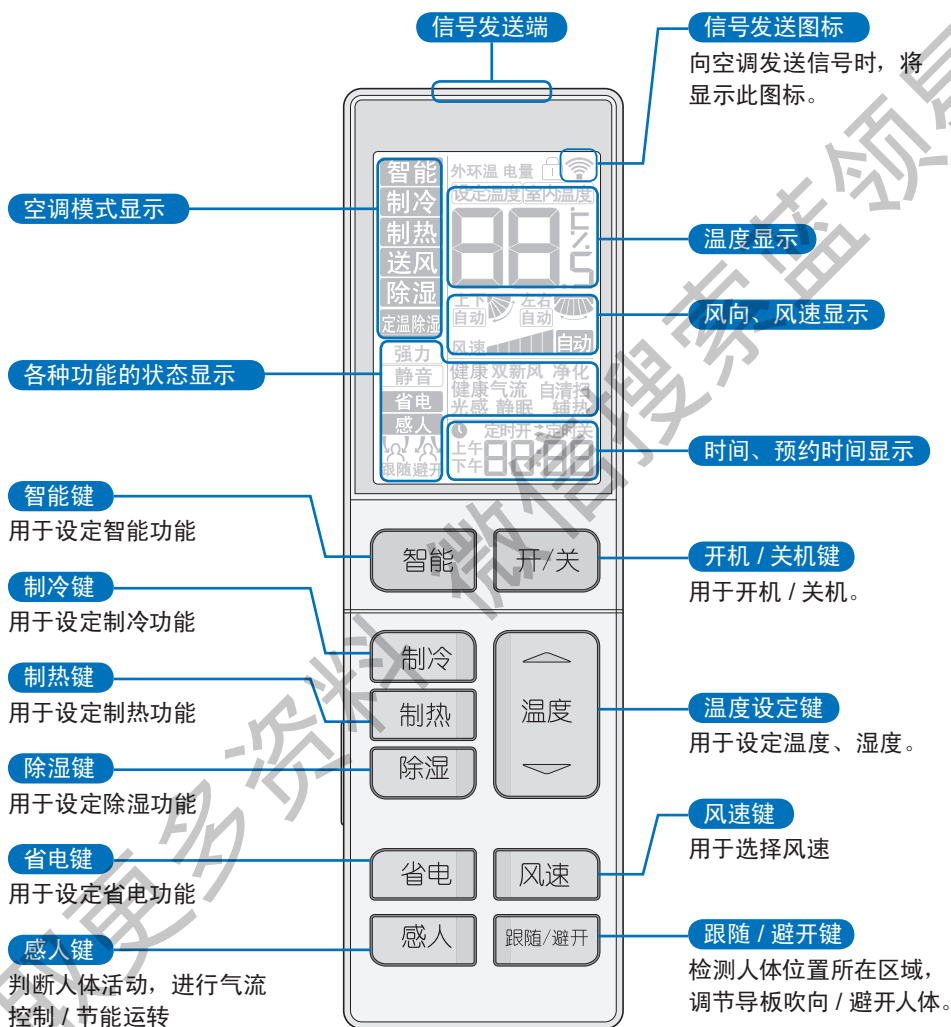 信号发送端
信号发送图标
向空调发送信号时，将
显示此图标。
智能
制冷
制热
送风
除湿
定温除湿
外环温 电量
设定温度 室内温度
上下
自动
左右
自动
风速
自动
强力
静音
省电
感人
跟随避开
健康 双新风 净化
健康气流 自清扫
光感 静眠 辅热
定时开 定时关
上午
下午
88:88
空调模式显示
温度显示
风向、风速显示
各种功能的状态显示
时间、预约时间显示
智能键
用于设定智能功能
智能
开/关
开机 / 关机键
用于开机 / 关机。
制冷键
用于设定制冷功能
制冷
制热键
用于设定制热功能
制热
温度
温度设定键
用于设定温度、湿度。
除湿键
用于设定除湿功能
除湿
风速键
用于选择风速
省电键
用于设定省电功能
省电
风速
感人键
判断人体活动，进行气流
控制 / 节能运转
感人
跟随/避开
跟随 / 避开键
检测人体位置所在区域，
调节导板吹向 / 避开人体。
取更多资料 微信搜索蓝领易